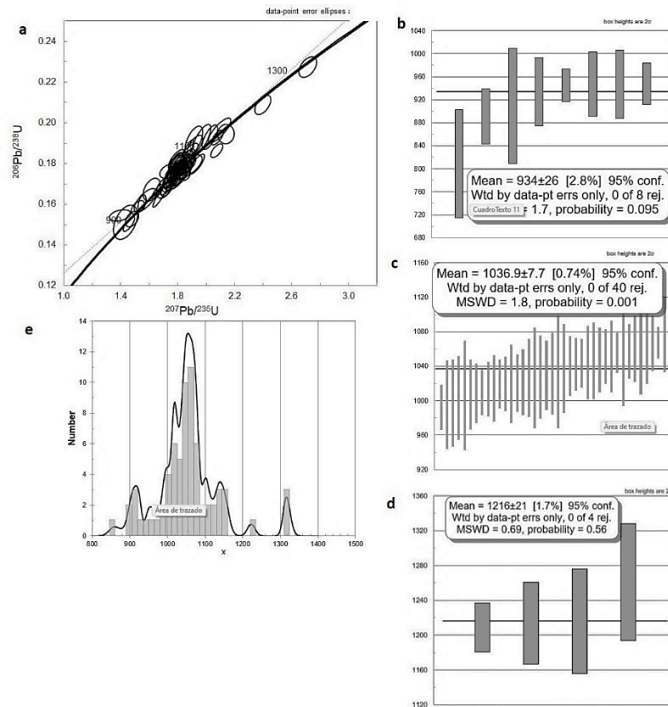 data-point error ellipses :
a
0.24
0.22
0.20
0.18
0.16
0.14
0.12
²⁰⁶Pb/²³⁸U
1300
1.0
1.4
1.8
2.2
2.6
3.0
²⁰⁷Pb/²³⁵U
b
box heights are 2σ
1040
1000
960
920
880
840
800
760
720
680
Mean = 934±26 [2.8%] 95% conf.
Wtd by data-pt errs only, 0 of 8 rej.
CuadroTexto 11 = 1.7, probability = 0.095
box heights are 2σ
c
1160
1120
1080
1040
1000
960
920
Mean = 1036.9±7.7 [0.74%] 95% conf.
Wtd by data-pt errs only, 0 of 40 rej.
MSWD = 1.8, probability = 0.001
Área de trazado
e
14
12
10
8
6
4
2
0
Number
Área de trazado
800
900
1000
1100
1200
1300
1400
1500
x
d
box heights are 2
1360
1320
1280
1240
1200
1160
1120
Mean = 1216±21 [1.7%] 95% conf.
Wtd by data-pt errs only, 0 of 4 rej.
MSWD = 0.69, probability = 0.56